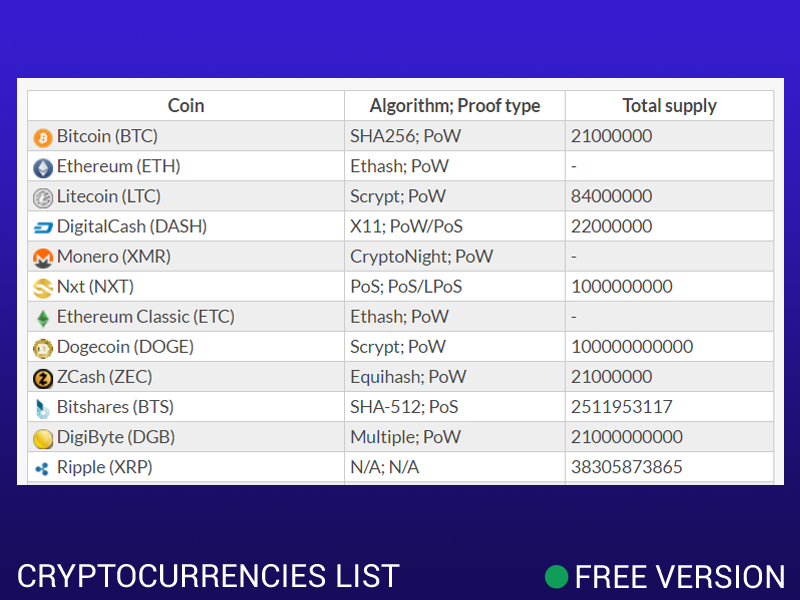 Coin Algorithm; Proof type Total supply
Bitcoin (BTC) SHA256; PoW 21000000
Ethereum (ETH) Ethash; PoW -
Litecoin (LTC) Scrypt; PoW 84000000
DigitalCash (DASH) X11; PoW/PoS 22000000
Monero (XMR) CryptoNight; PoW -
Nxt (NXT) PoS; PoS/LPoS 1000000000
Ethereum Classic (ETC) Ethash; PoW -
Dogecoin (DOGE) Scrypt; PoW 100000000000
ZCash (ZEC) Equihash; PoW 21000000
Bitshares (BTS) SHA-512; PoS 2511953117
DigiByte (DGB) Multiple; PoW 21000000000
Ripple (XRP) N/A; N/A 38305873865
CRYPTOCURRENCIES LIST FREE VERSION